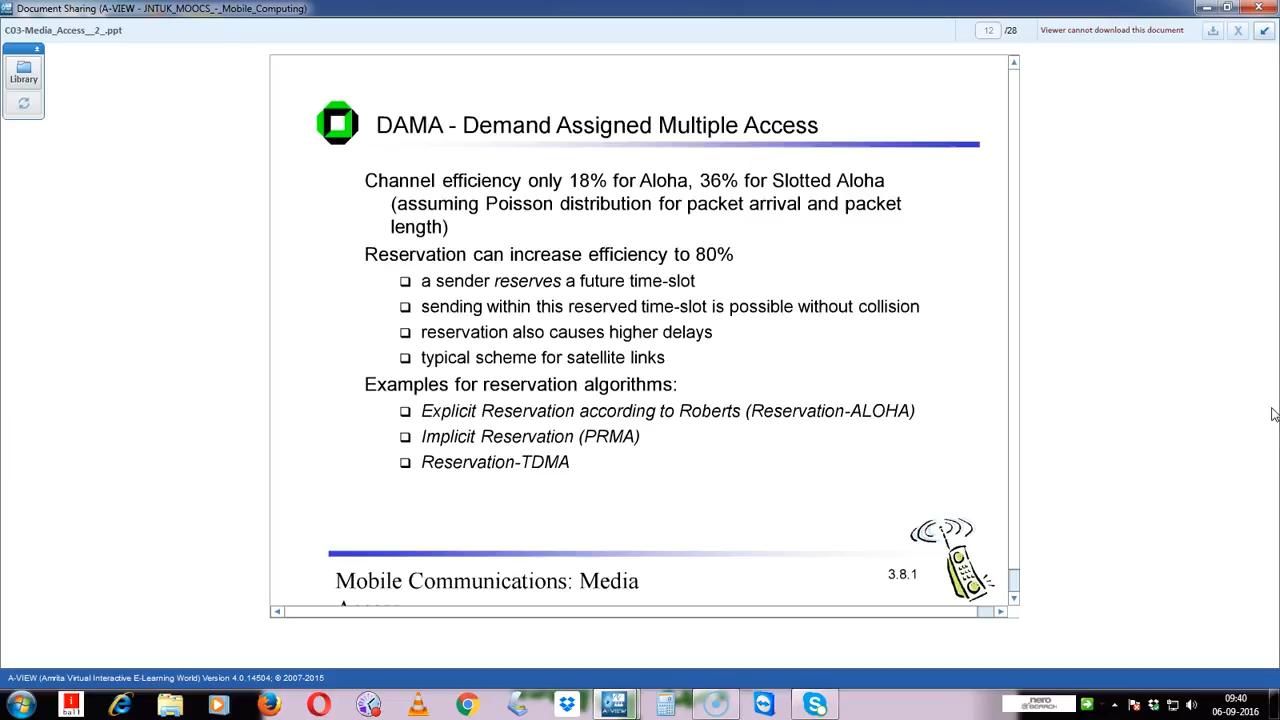 Document Sharing (A-VIEW - JNTUK_MOOCS_-_Mobile_Computing)
C03-Media_Access__2_.ppt
12 /28
Viewer cannot download this document
Library
DAMA - Demand Assigned Multiple Access
Channel efficiency only 18% for Aloha, 36% for Slotted Aloha
(assuming Poisson distribution for packet arrival and packet
length)
Reservation can increase efficiency to 80%
a sender reserves a future time-slot
sending within this reserved time-slot is possible without collision
reservation also causes higher delays
typical scheme for satellite links
Examples for reservation algorithms:
Explicit Reservation according to Roberts (Reservation-ALOHA)
Implicit Reservation (PRMA)
Reservation-TDMA
3.8.1
Mobile Communications: Media
A-VIEW (Amrita Virtual Interactive E-Learning World) Version 4.0.14504; © 2007-2015
i
ball
nero
SEARCH
09:40
06-09-2016